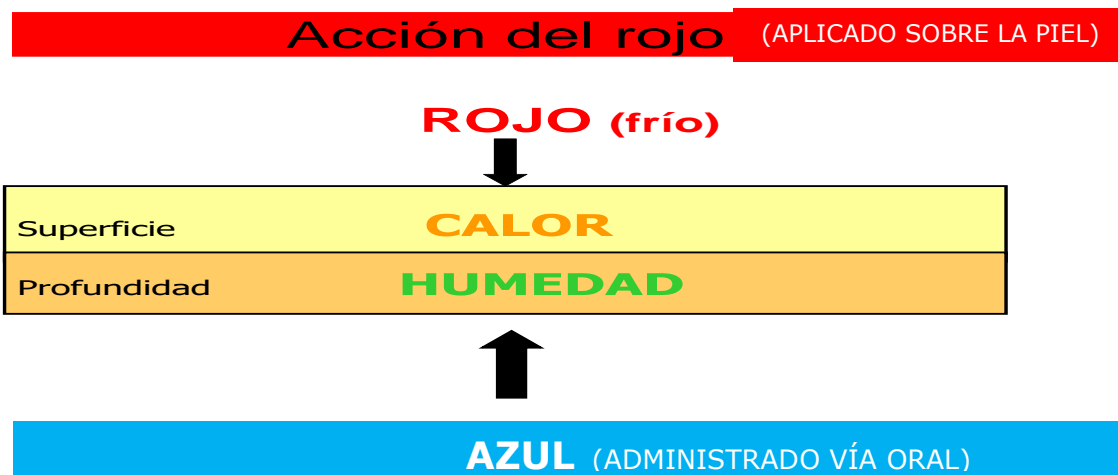 Acción del rojo (APLICADO SOBRE LA PIEL)
ROJO (frío)
Superficie CALOR
Profundidad HUMEDAD
AZUL (ADMINISTRADO VÍA ORAL)